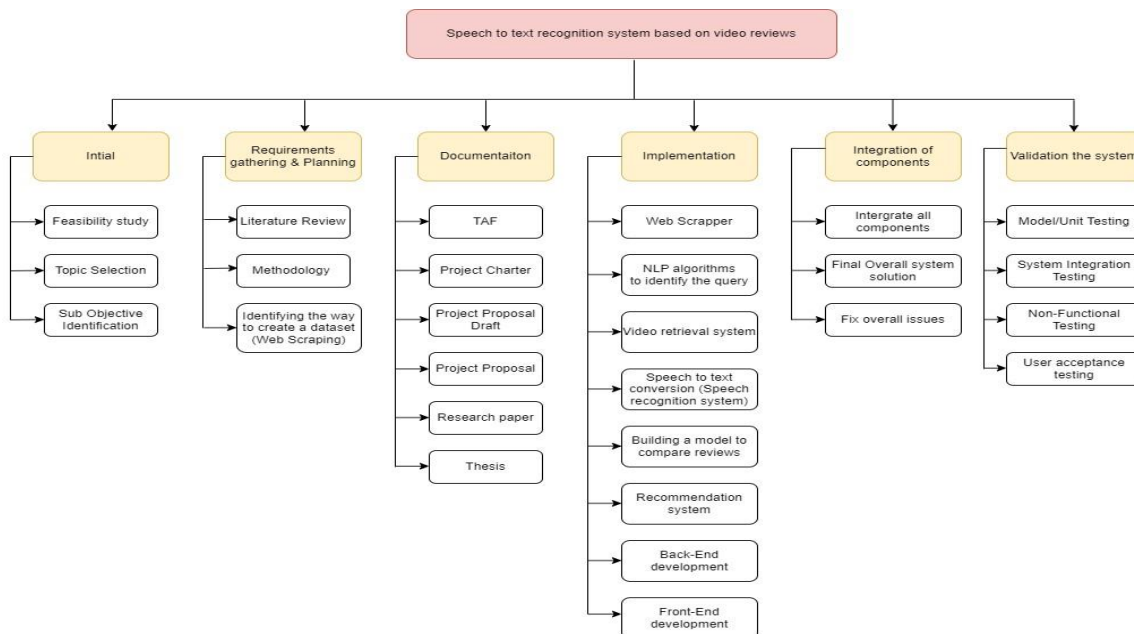 Speech to text recognition system based on video reviews
Intial
Feasibility study
Topic Selection
Sub Objective
Identification
Requirements
gathering & Planning
Literature Review
Methodology
Identifying the way
to create a dataset
(Web Scraping)
Documentaiton
TAF
Project Charter
Project Proposal
Draft
Project Proposal
Research paper
Thesis
Implementation
Web Scrapper
NLP algorithms
to identify the query
Video retrieval system
Speech to text
conversion (Speech
recognition system)
Building a model to
compare reviews
Recommendation
system
Back-End
development
Front-End
development
Integration of
components
Intergrate all
components
Final Overall system
solution
Fix overall issues
Validation the system
Model/Unit Testing
System Integration
Testing
Non-Functional
Testing
User acceptance
testing